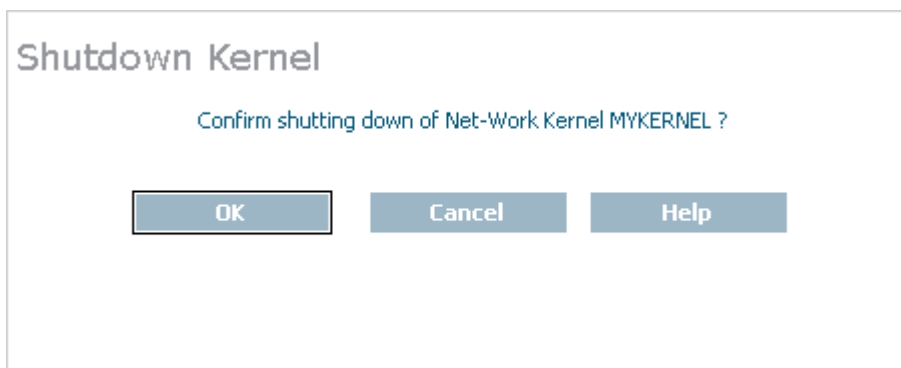 Shutdown Kernel
Confirm shutting down of Net-Work Kernel MYKERNEL ?
OK
Cancel
Help